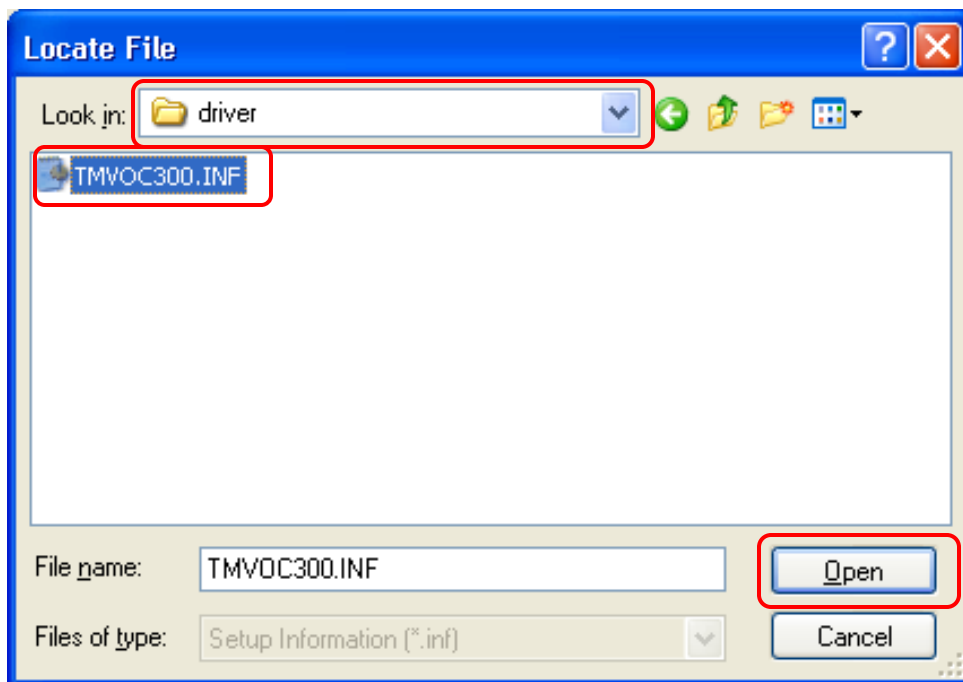 Locate File
Look in: driver
TMVOC300.INF
File name: TMVOC300.INF Open
Files of type: Setup Information (*.inf) Cancel